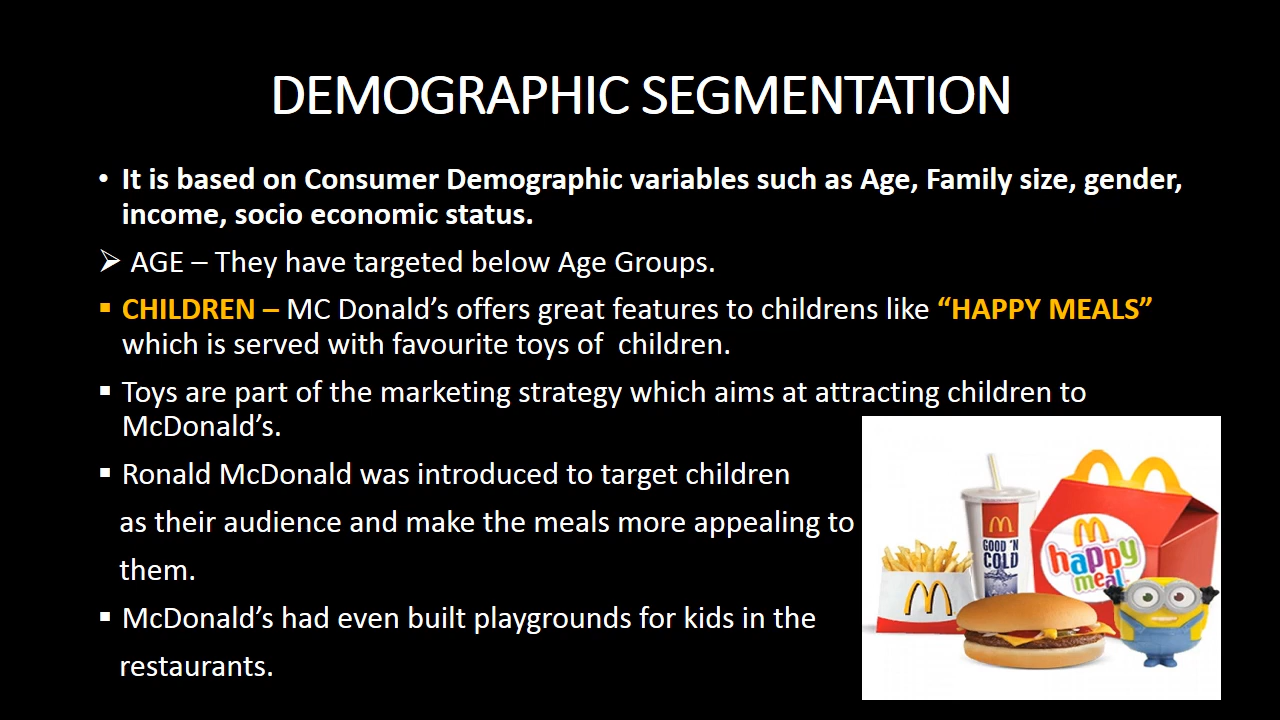 DEMOGRAPHIC SEGMENTATION
• It is based on Consumer Demographic variables such as Age, Family size, gender,
income, socio economic status.
➢ AGE – They have targeted below Age Groups.
▪ CHILDREN – MC Donald’s offers great features to childrens like “HAPPY MEALS”
which is served with favourite toys of  children.
▪ Toys are part of the marketing strategy which aims at attracting children to
McDonald’s.
▪ Ronald McDonald was introduced to target children
as their audience and make the meals more appealing to
them.
▪ McDonald’s had even built playgrounds for kids in the
restaurants.
GOOD 'N
COLD
happy
meal